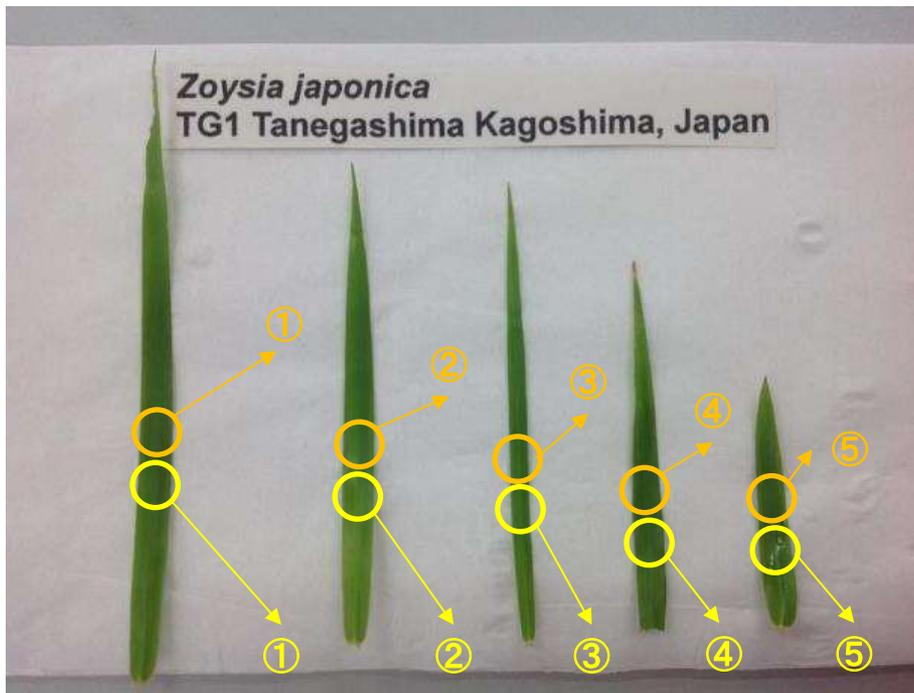 Zoysia japonica
TG1 Tanegashima Kagoshima, Japan
① ② ③ ④ ⑤
① ② ③ ④ ⑤